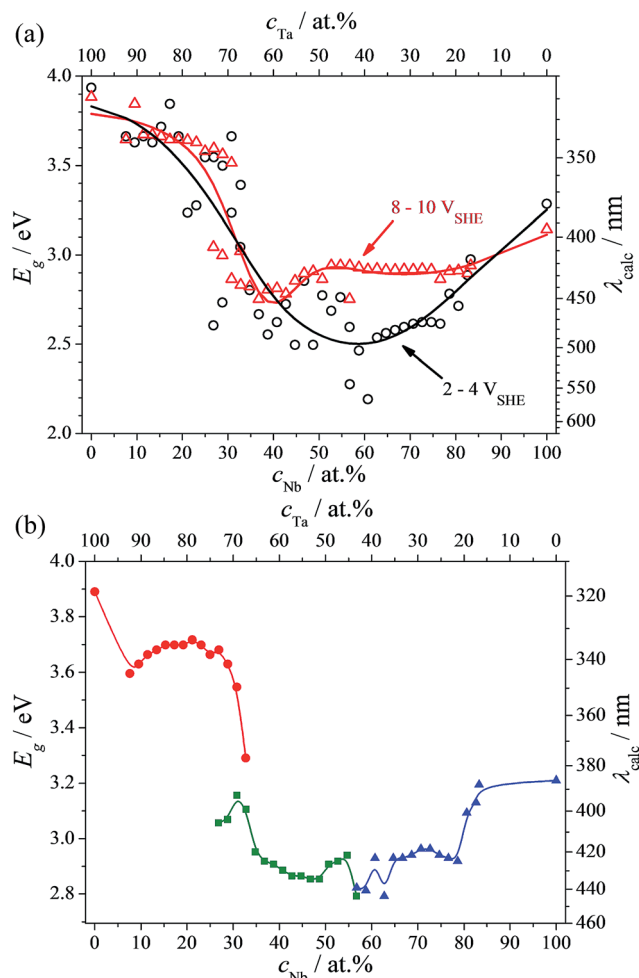 (a)
c_Ta / at.%
100 90 80 70 60 50 40 30 20 10 0
4.0
3.5
3.0
2.5
2.0
E_g / eV
350
400
450
500
550
600
λ_calc / nm
8 - 10 V_SHE
2 - 4 V_SHE
0 10 20 30 40 50 60 70 80 90 100
c_Nb / at.%
(b)
c_Ta / at.%
100 90 80 70 60 50 40 30 20 10 0
4.0
3.8
3.6
3.4
3.2
3.0
2.8
E_g / eV
320
340
360
380
400
420
440
460
λ_calc / nm
0 10 20 30 40 50 60 70 80 90 100
c_Nb / at.%